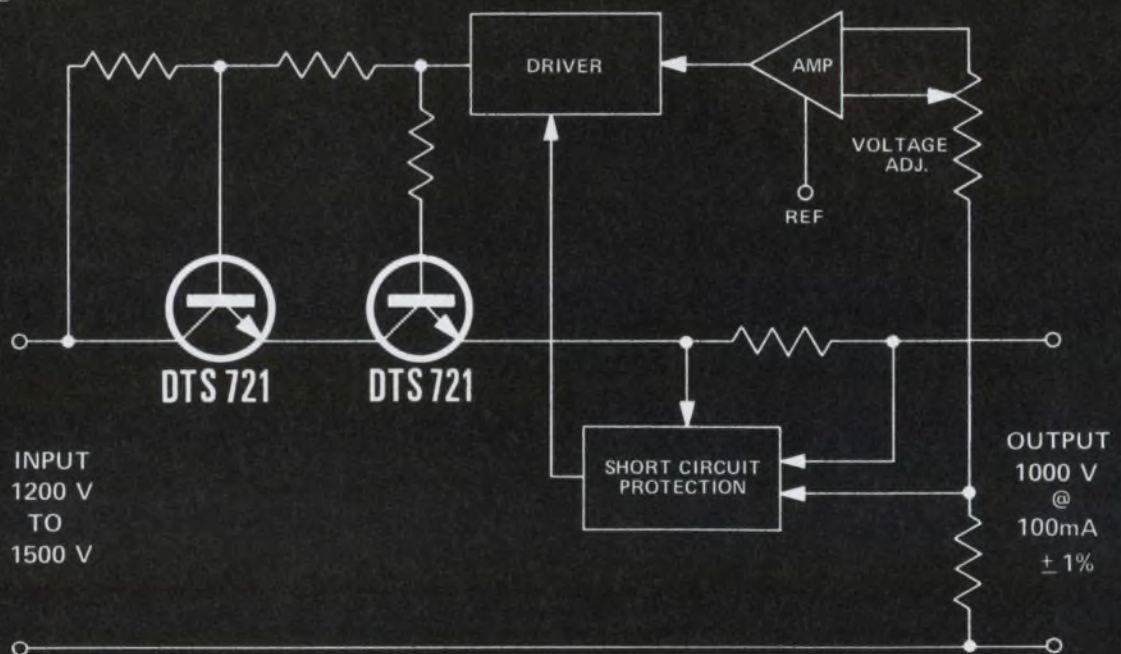 DRIVER
AMP
VOLTAGE
ADJ.
REF
DTS 721
DTS 721
INPUT
1200 V
TO
1500 V
SHORT CIRCUIT
PROTECTION
OUTPUT
1000 V
@
100mA
± 1%